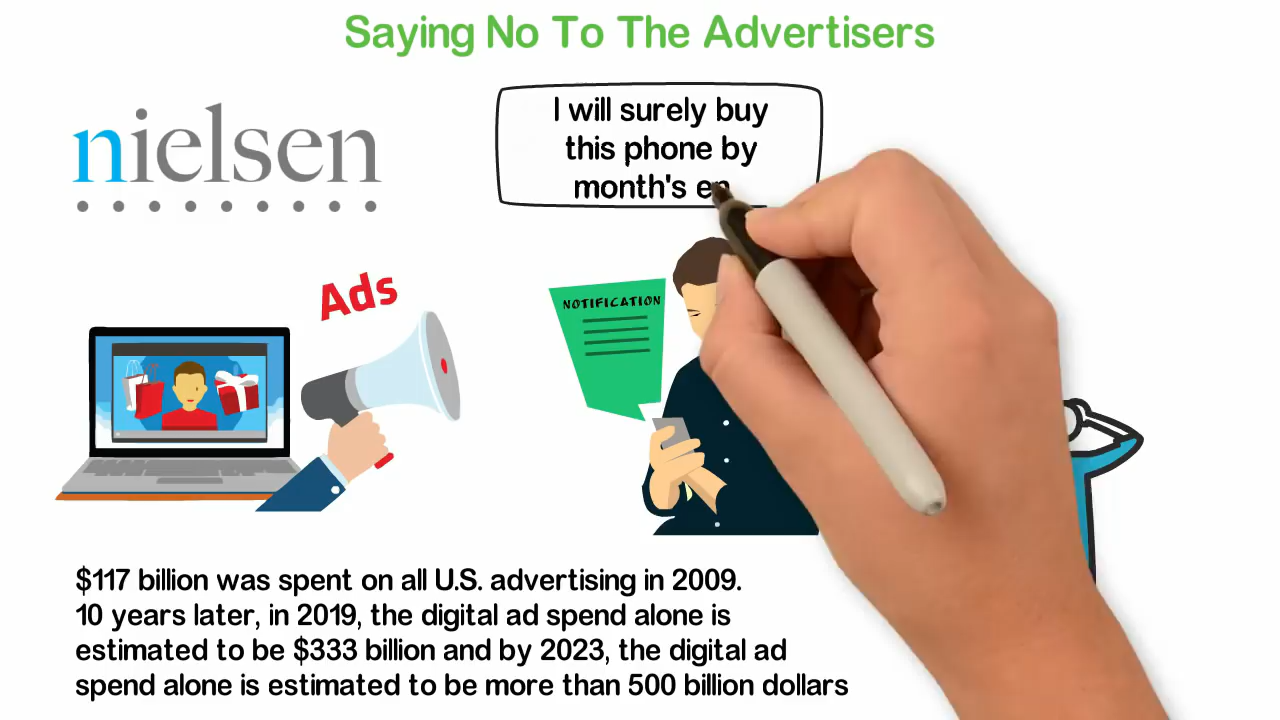 Saying No To The Advertisers
nielsen
I will surely buy
this phone by
month's en
Ads
NOTIFICATION
$117 billion was spent on all U.S. advertising in 2009.
10 years later, in 2019, the digital ad spend alone is
estimated to be $333 billion and by 2023, the digital ad
spend alone is estimated to be more than 500 billion dollars